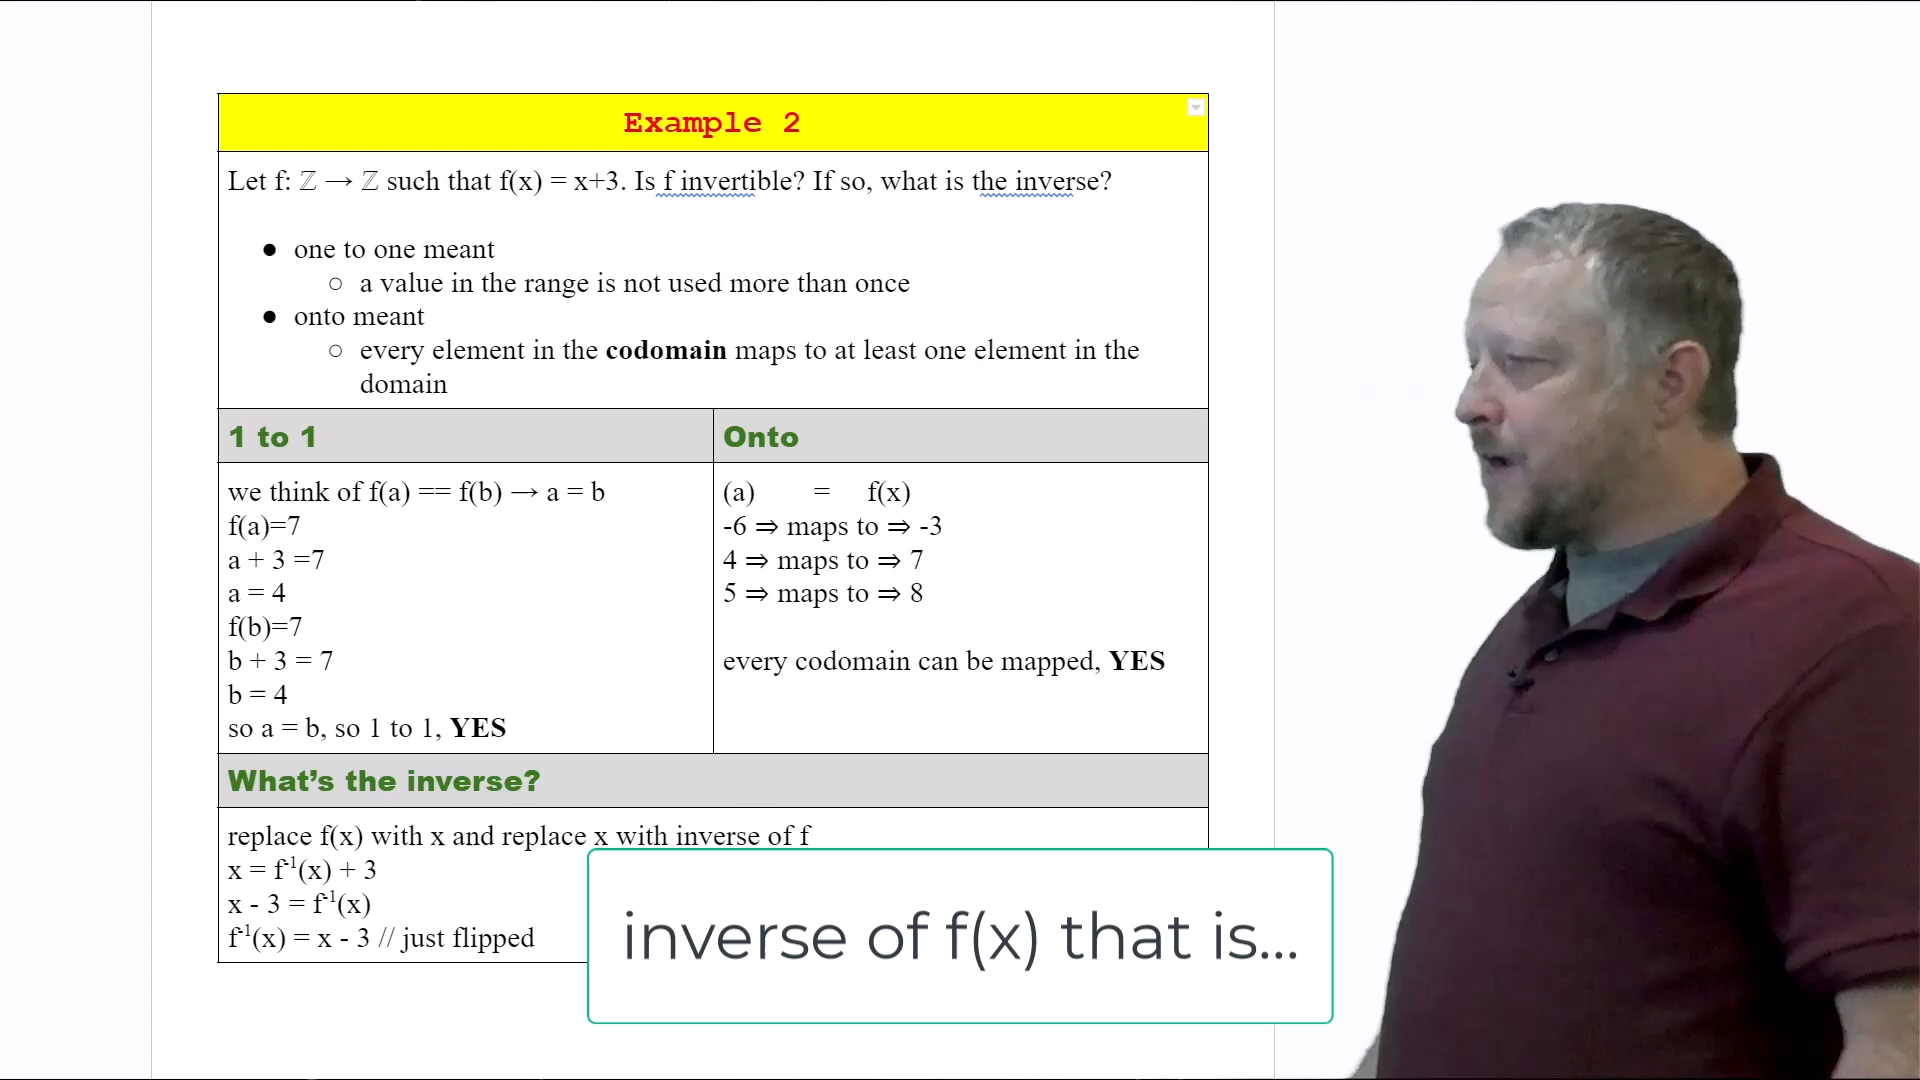 Example 2
Let f: ℤ → ℤ such that f(x) = x+3. Is f invertible? If so, what is the inverse?
● one to one meant
○ a value in the range is not used more than once
● onto meant
○ every element in the codomain maps to at least one element in the
domain
1 to 1
we think of f(a) == f(b) → a = b
f(a)=7
a + 3 =7
a = 4
f(b)=7
b + 3 = 7
b = 4
so a = b, so 1 to 1, YES
Onto
(a) = f(x)
-6 ⇒ maps to ⇒ -3
4 ⇒ maps to ⇒ 7
5 ⇒ maps to ⇒ 8
every codomain can be mapped, YES
What’s the inverse?
replace f(x) with x and replace x with inverse of f
x = f⁻¹(x) + 3
x - 3 = f⁻¹(x)
f⁻¹(x) = x - 3 // just flipped
inverse of f(x) that is...